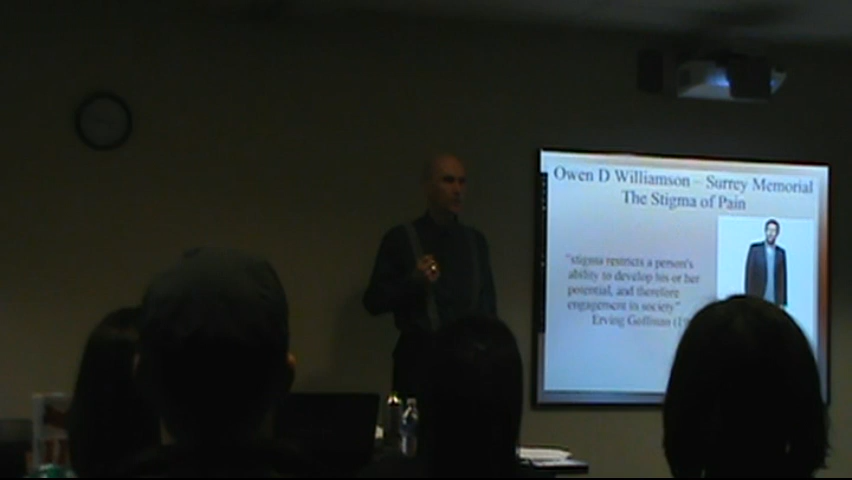 Owen D Williamson – Surrey Memorial
The Stigma of Pain
"stigma restricts a person's
ability to develop his or her
potential, and therefore
engagement in society"
Erving Goffman